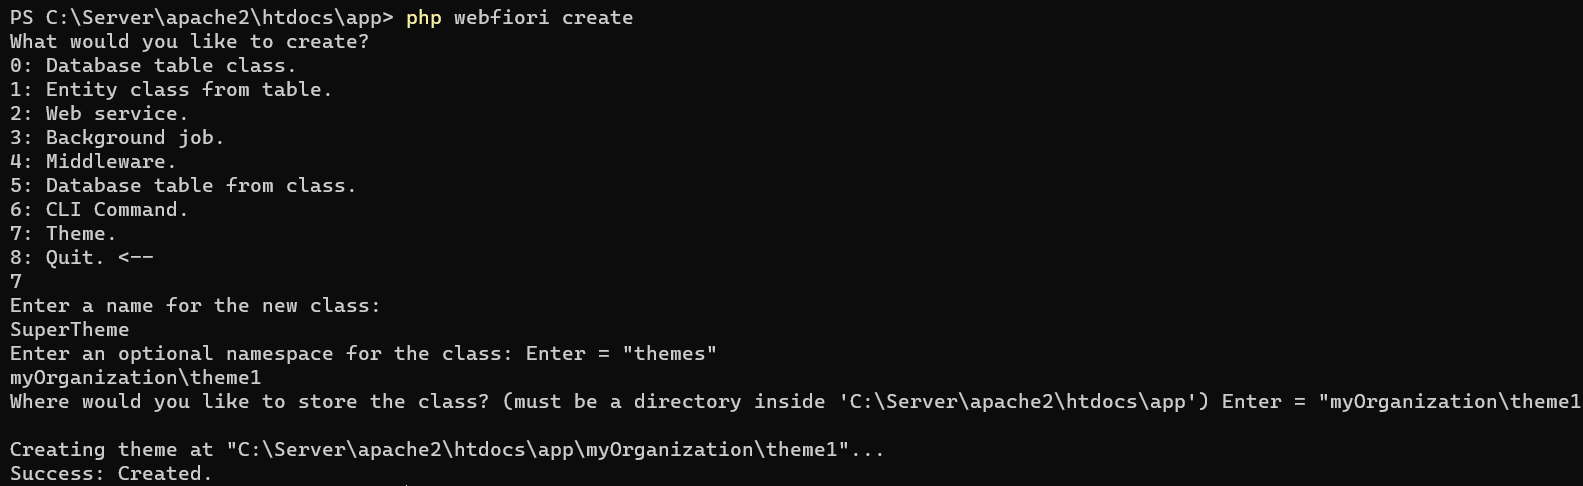 PS C:\Server\apache2\htdocs\app> php webfiori create
What would you like to create?
0: Database table class.
1: Entity class from table.
2: Web service.
3: Background job.
4: Middleware.
5: Database table from class.
6: CLI Command.
7: Theme.
8: Quit. <--
7
Enter a name for the new class:
SuperTheme
Enter an optional namespace for the class: Enter = "themes"
myOrganization\theme1
Where would you like to store the class? (must be a directory inside 'C:\Server\apache2\htdocs\app') Enter = "myOrganization\theme1
Creating theme at "C:\Server\apache2\htdocs\app\myOrganization\theme1"...
Success: Created.